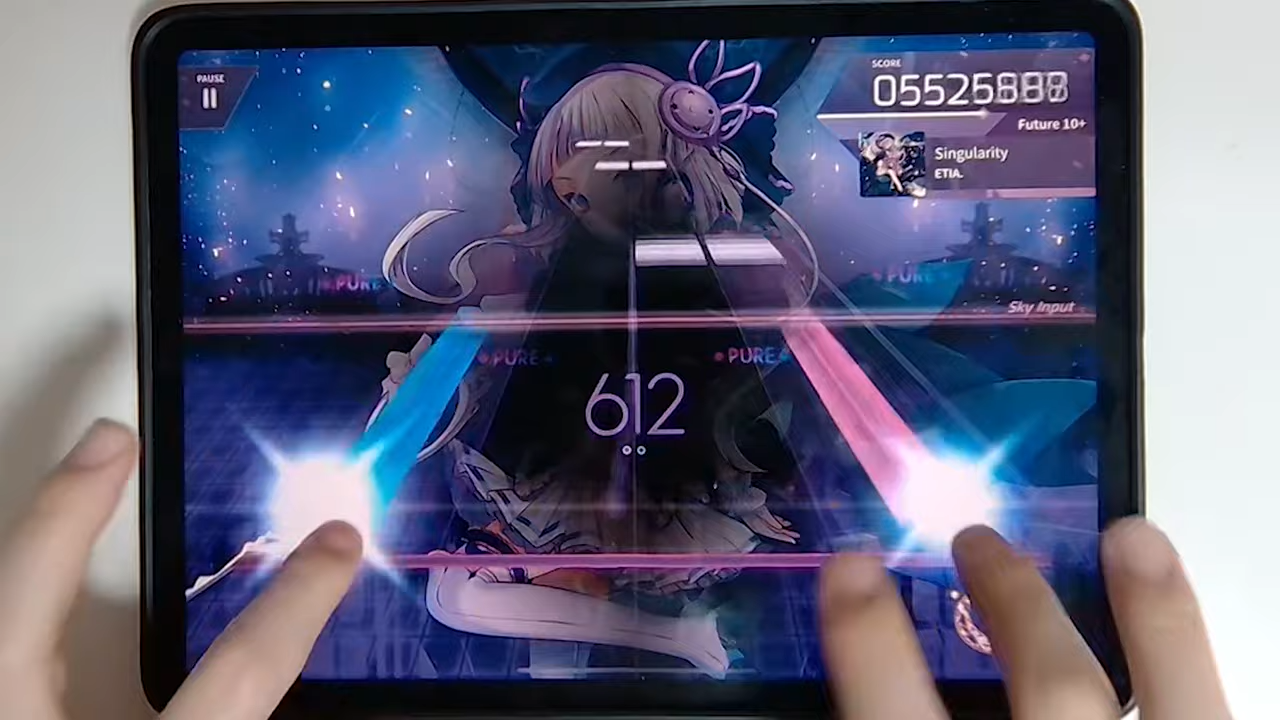 PAUSE
SCORE
Future 10+
Singularity
ETIA.
PURE
PURE
Sky Input
PURE
PURE
612